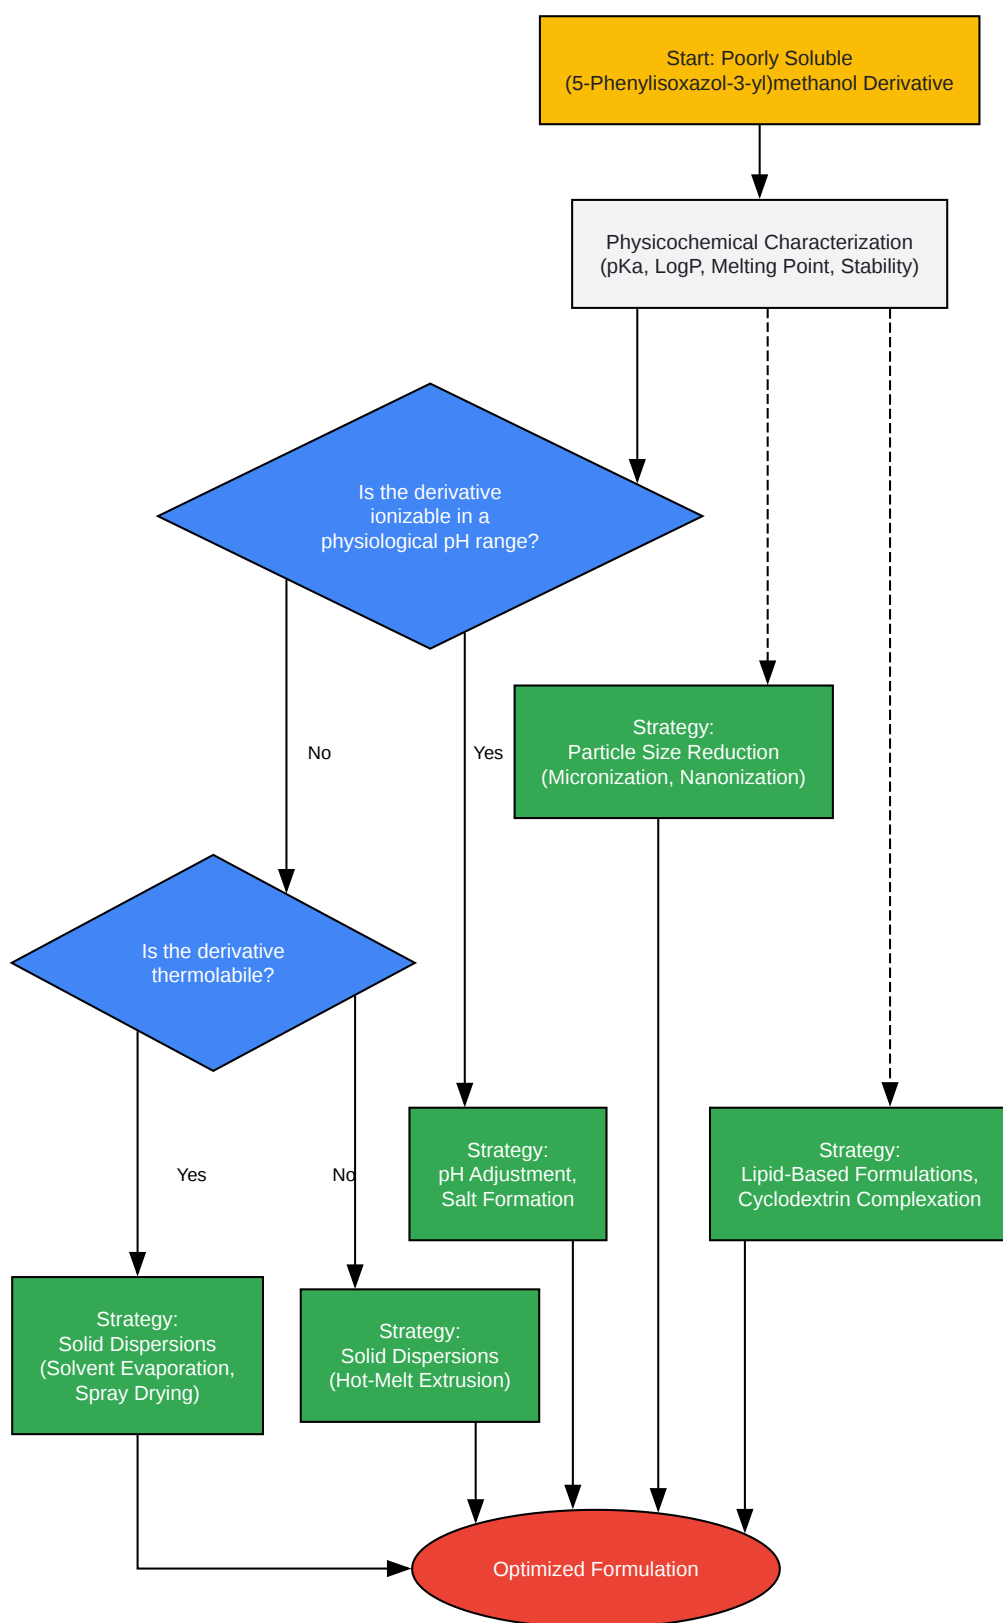 Start: Poorly Soluble
(5-Phenylisoxazol-3-yl)methanol Derivative
Physicochemical Characterization
(pKa, LogP, Melting Point, Stability)
Is the derivative
ionizable in a
physiological pH range?
Strategy:
Particle Size Reduction
(Micronization, Nanonization)
No
Yes
Is the derivative
thermolabile?
Strategy:
pH Adjustment,
Salt Formation
Strategy:
Lipid-Based Formulations,
Cyclodextrin Complexation
Yes
No
Strategy:
Solid Dispersions
(Solvent Evaporation,
Spray Drying)
Strategy:
Solid Dispersions
(Hot-Melt Extrusion)
Optimized Formulation